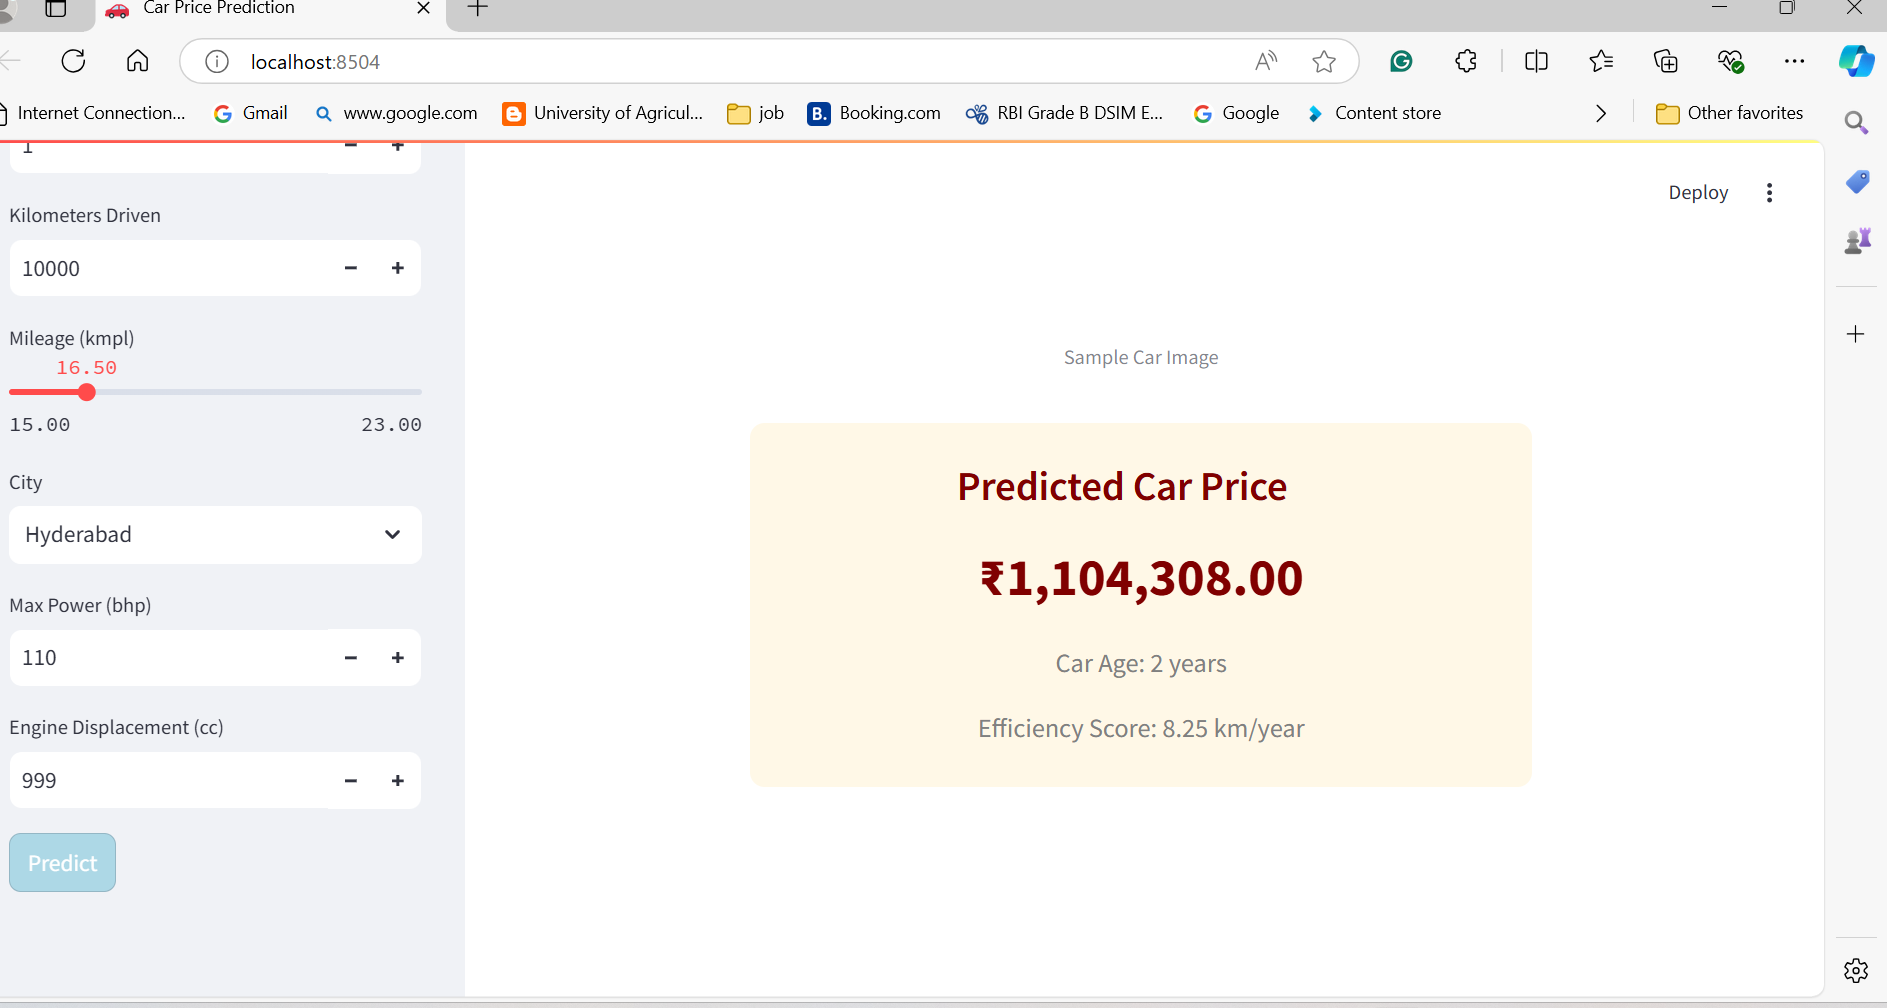 Car Price Prediction
localhost:8504
Internet Connection...
Gmail
www.google.com
University of Agricul...
job
B. Booking.com
RBI Grade B DSIM E...
Google
Content store
Other favorites
1
Kilometers Driven
10000
Mileage (kmpl)
16.50
15.00 23.00
City
Hyderabad
Max Power (bhp)
110
Engine Displacement (cc)
999
Predict
Deploy
Sample Car Image
Predicted Car Price
₹1,104,308.00
Car Age: 2 years
Efficiency Score: 8.25 km/year